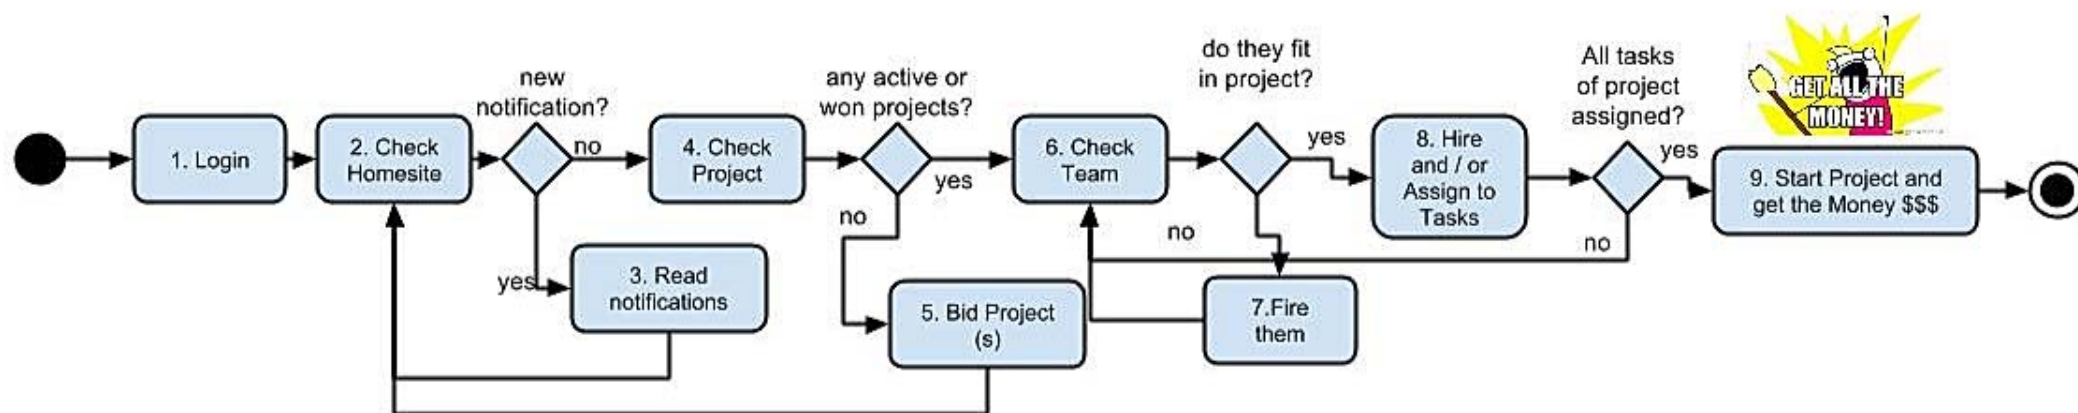 new
notification?
any active or
won projects?
do they fit
in project?
All tasks
of project
assigned?
GET ALL THE
MONEY!
1. Login
2. Check
Homesite
no
4. Check
Project
yes
6. Check
Team
yes
8. Hire
and / or
Assign to
Tasks
yes
9. Start Project and
get the Money $$$
no
no
no
yes
3. Read
notifications
5. Bid Project
(s)
7.Fire
them